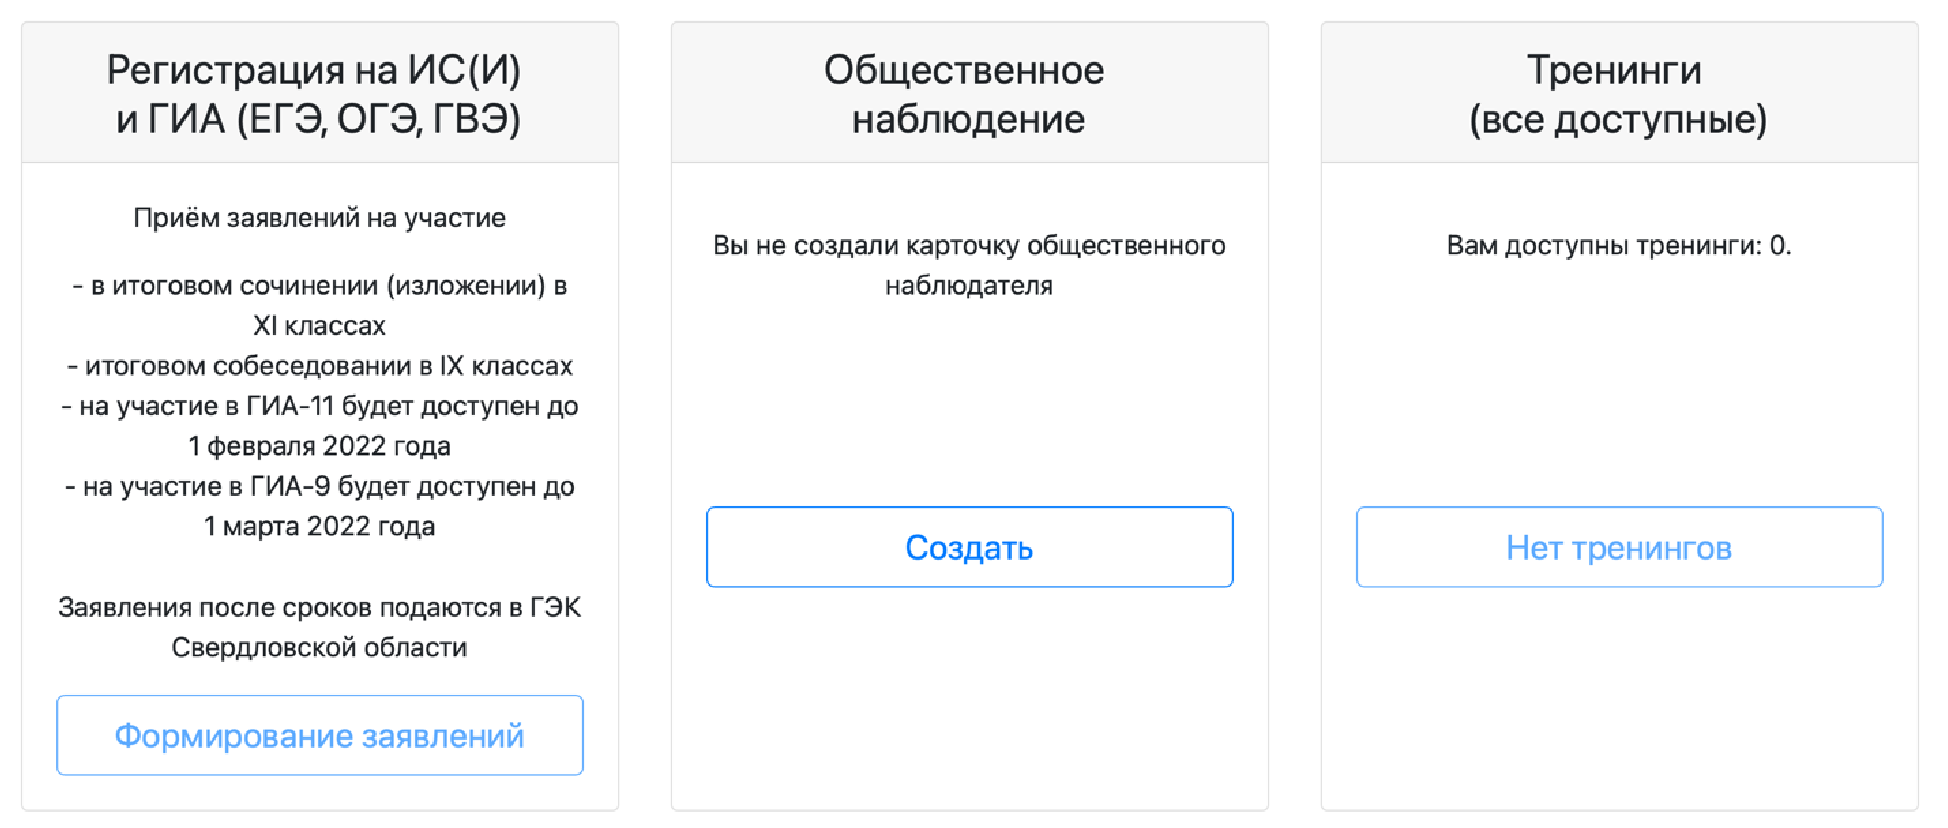 Регистрация на ИС(И)
и ГИА (ЕГЭ, ОГЭ, ГВЭ)
Приём заявлений на участие
- в итоговом сочинении (изложении) в
XI классах
- итоговом собеседовании в IX классах
- на участие в ГИА-11 будет доступен до
1 февраля 2022 года
- на участие в ГИА-9 будет доступен до
1 марта 2022 года
Заявления после сроков подаются в ГЭК
Свердловской области
Формирование заявлений
Общественное
наблюдение
Вы не создали карточку общественного
наблюдателя
Создать
Тренинги
(все доступные)
Вам доступны тренинги: 0.
Нет тренингов